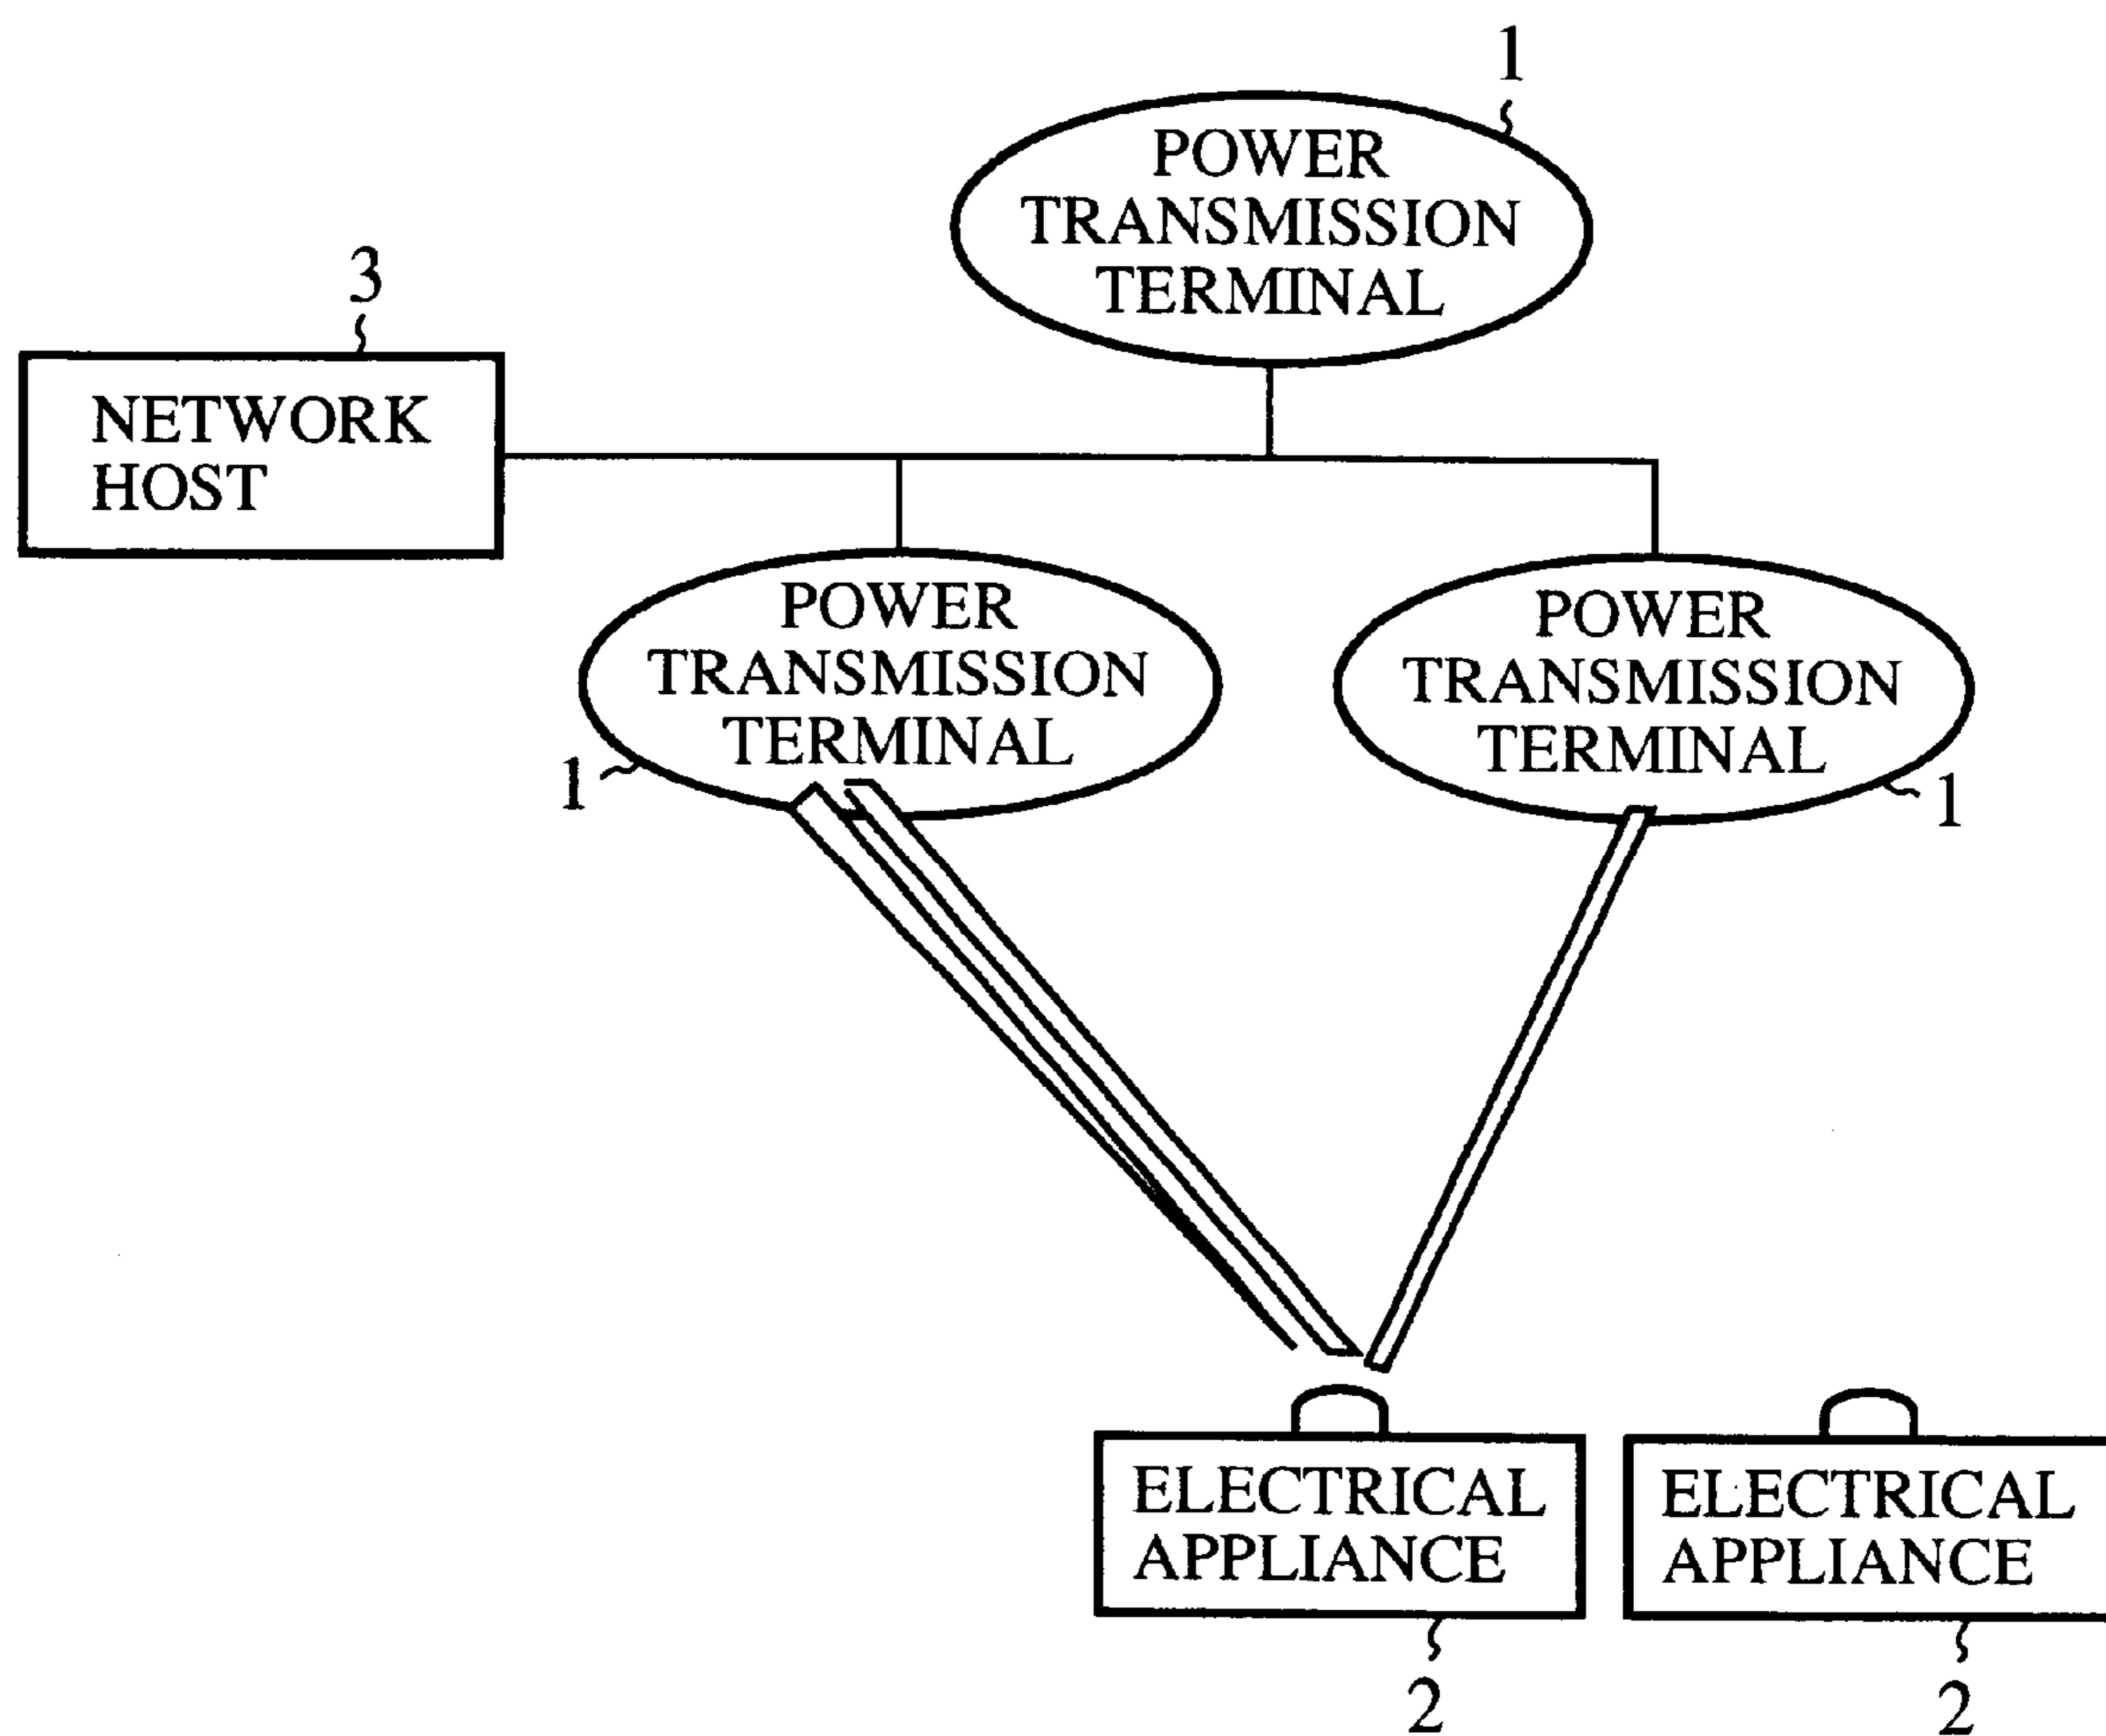 1
POWER
TRANSMISSION
TERMINAL
3
NETWORK
HOST
POWER
TRANSMISSION
TERMINAL
1
POWER
TRANSMISSION
TERMINAL
1
ELECTRICAL
APPLIANCE
2
ELECTRICAL
APPLIANCE
2